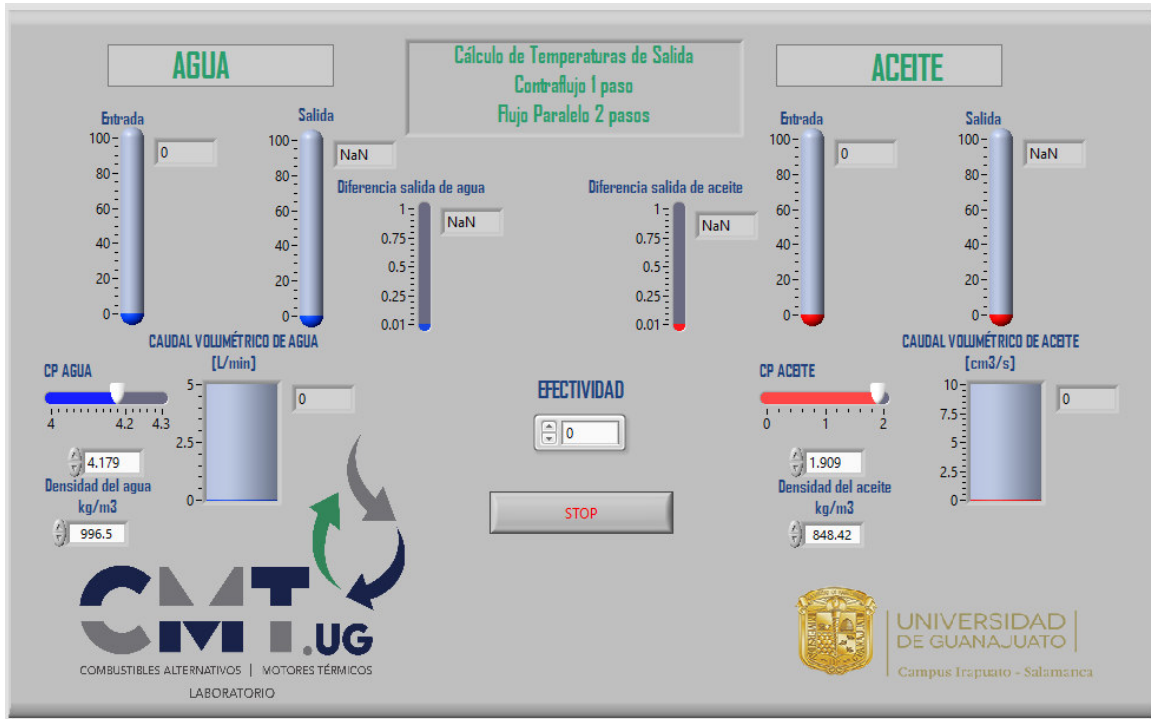 AGUA
Cálculo de Temperaturas de Salida
Contraflujo 1 paso
Flujo Paralelo 2 pasos
ACEITE
Entrada
100
80
60
40
20
0
0
Salida
100
80
60
40
20
0
NaN
Diferencia salida de agua
1
0.75
0.5
0.25
0.01
NaN
Diferencia salida de aceite
1
0.75
0.5
0.25
0.01
NaN
Entrada
100
80
60
40
20
0
0
Salida
100
80
60
40
20
0
NaN
CAUDAL VOLUMÉTRICO DE AGUA
[L/min]
5
2.5
0
0
CP AGUA
4 4.2 4.3
4.179
Densidad del agua
kg/m3
996.5
EFECTIVIDAD
0
STOP
CP ACEITE
0 1 2
1.909
Densidad del aceite
kg/m3
848.42
CAUDAL VOLUMÉTRICO DE ACEITE
[cm3/s]
10
7.5
5
2.5
0
0
CMT.UG
COMBUSTIBLES ALTERNATIVOS | MOTORES TÉRMICOS
LABORATORIO
UNIVERSIDAD
DE GUANAJUATO
Campus Irapuato - Salamanca